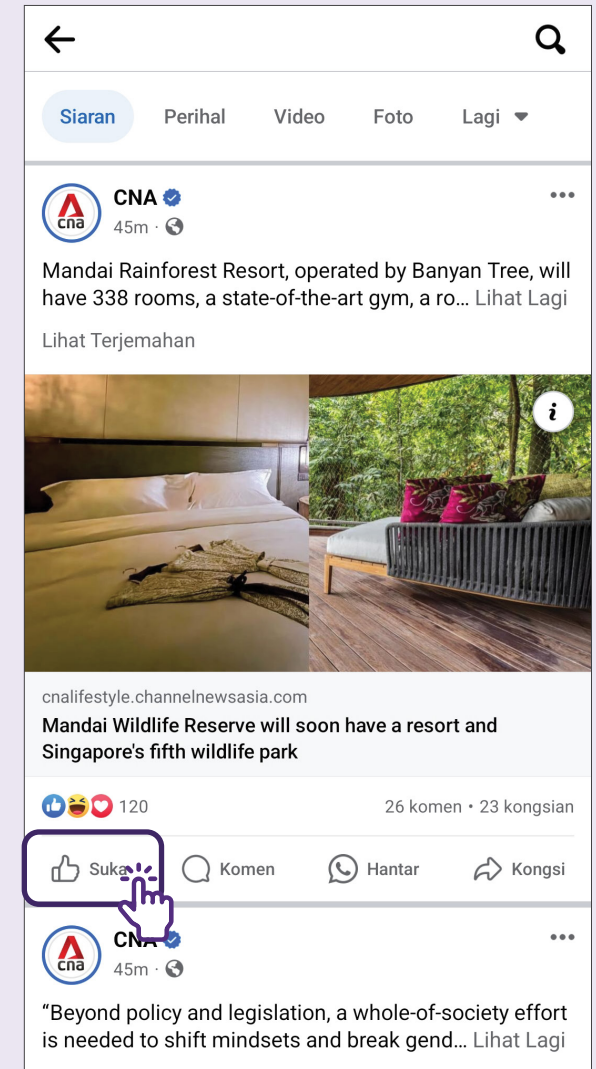 Siaran Perihal Video Foto Lagi
cna CNA
45m ·
Mandai Rainforest Resort, operated by Banyan Tree, will
have 338 rooms, a state-of-the-art gym, a ro... Lihat Lagi
Lihat Terjemahan
i
cnalifestyle.channelnewsasia.com
Mandai Wildlife Reserve will soon have a resort and
Singapore's fifth wildlife park
120 26 komen • 23 kongsian
Suka Komen Hantar Kongsi
cna CNA
45m ·
“Beyond policy and legislation, a whole-of-society effort
is needed to shift mindsets and break gend... Lihat Lagi